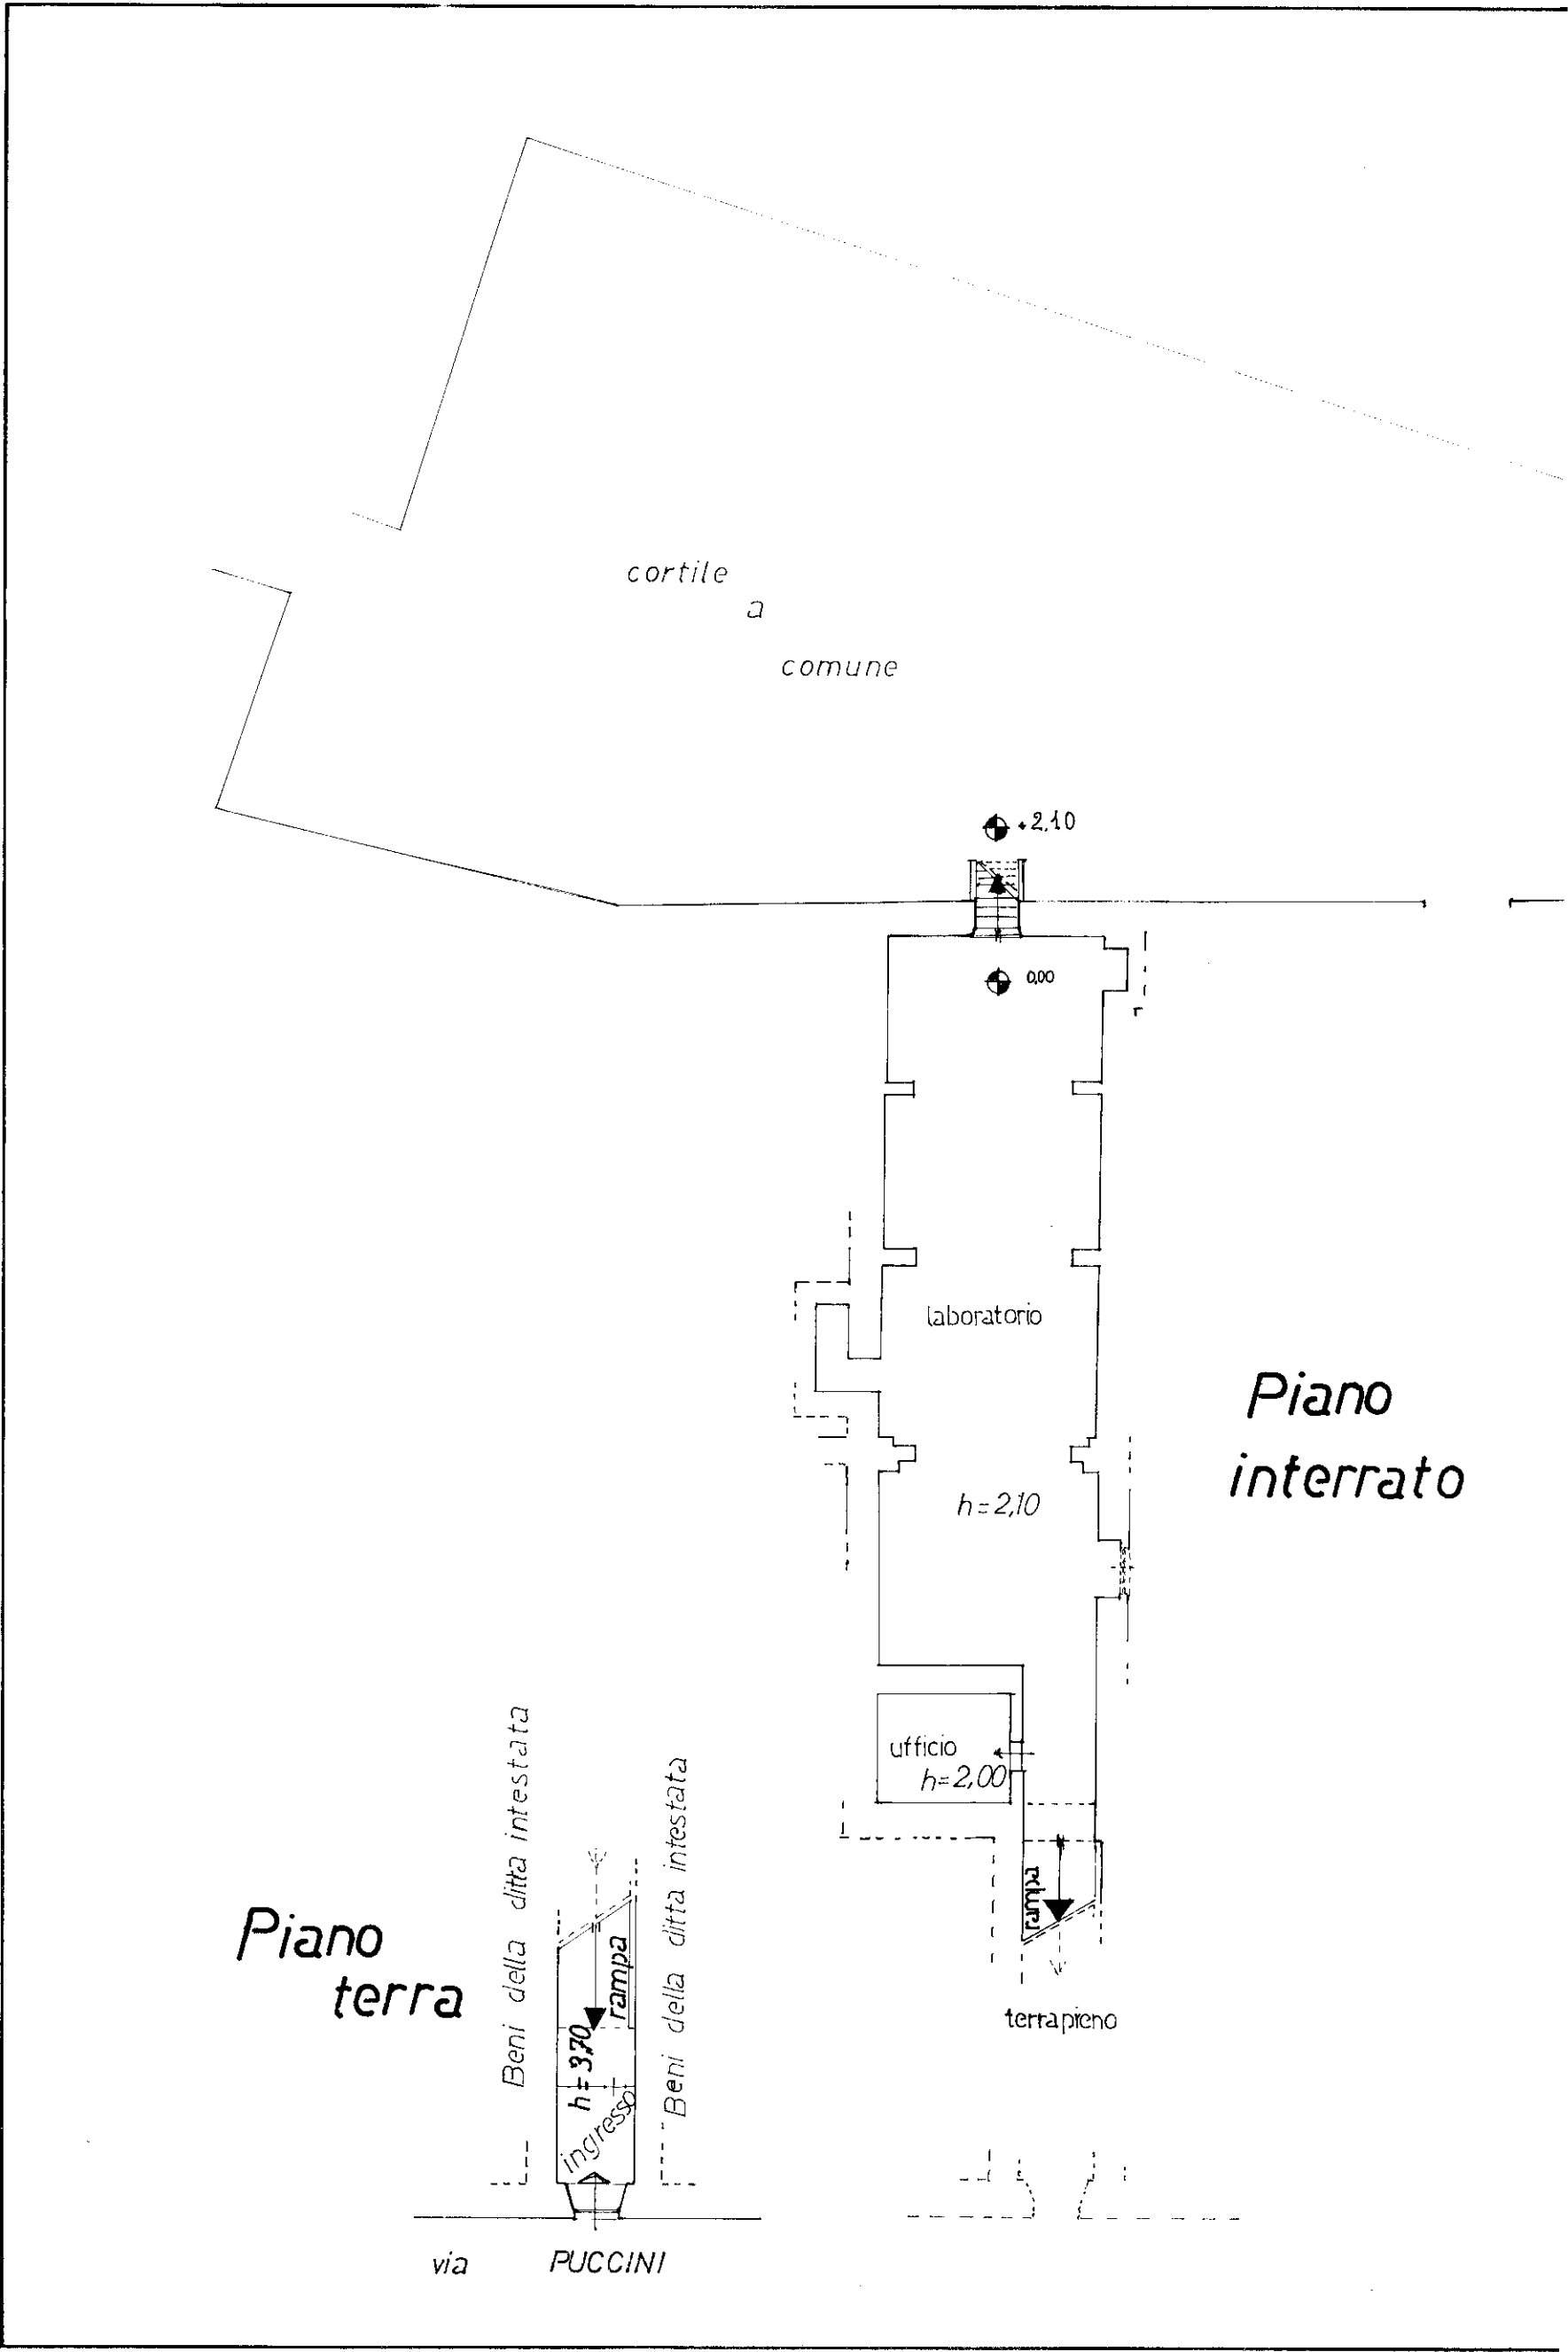 cortile
a
comune
+2,10
0,00
laboratorio
Piano
interrato
h=2,10
ufficio
h=2,00
rampa
terrapieno
Piano
terra
Beni della ditta intestata
Beni della ditta intestata
rampa
h=3,70
ingresso
via PUCCINI